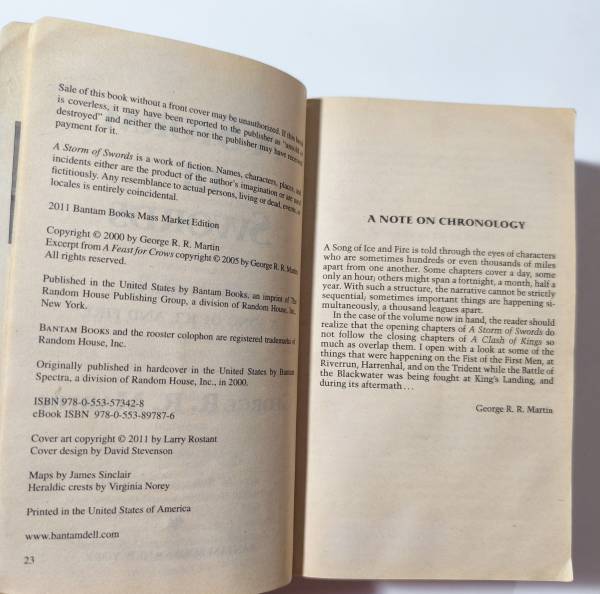 Sale of this book without a front cover may be unauthorized. If this book
is coverless, it may have been reported to the publisher as "unsold or
destroyed" and neither the author nor the publisher may have received
payment for it.
A Storm of Swords is a work of fiction. Names, characters, places, and
incidents either are the product of the author's imagination or are used
fictitiously. Any resemblance to actual persons, living or dead, events, or
locales is entirely coincidental.
2011 Bantam Books Mass Market Edition
Copyright © 2000 by George R. R. Martin
Excerpt from A Feast for Crows copyright © 2005 by George R. R. Martin
All rights reserved.
Published in the United States by Bantam Books, an imprint of The
Random House Publishing Group, a division of Random House, Inc.,
New York.
BANTAM BOOKS and the rooster colophon are registered trademarks of
Random House, Inc.
Originally published in hardcover in the United States by Bantam
Spectra, a division of Random House, Inc., in 2000.
ISBN 978-0-553-57342-8
eBook ISBN 978-0-553-89787-6
Cover art copyright © 2011 by Larry Rostant
Cover design by David Stevenson
Maps by James Sinclair
Heraldic crests by Virginia Norey
Printed in the United States of America
www.bantamdell.com
23
A NOTE ON CHRONOLOGY
A Song of Ice and Fire is told through the eyes of characters
who are sometimes hundreds or even thousands of miles
apart from one another. Some chapters cover a day, some
only an hour; others might span a fortnight, a month, half a
year. With such a structure, the narrative cannot be strictly
sequential; sometimes important things are happening si-
multaneously, a thousand leagues apart.
In the case of the volume now in hand, the reader should
realize that the opening chapters of A Storm of Swords do
not follow the closing chapters of A Clash of Kings so
much as overlap them. I open with a look at some of the
things that were happening on the Fist of the First Men, at
Riverrun, Harrenhal, and on the Trident while the Battle of
the Blackwater was being fought at King's Landing, and
during its aftermath . . .
George R. R. Martin